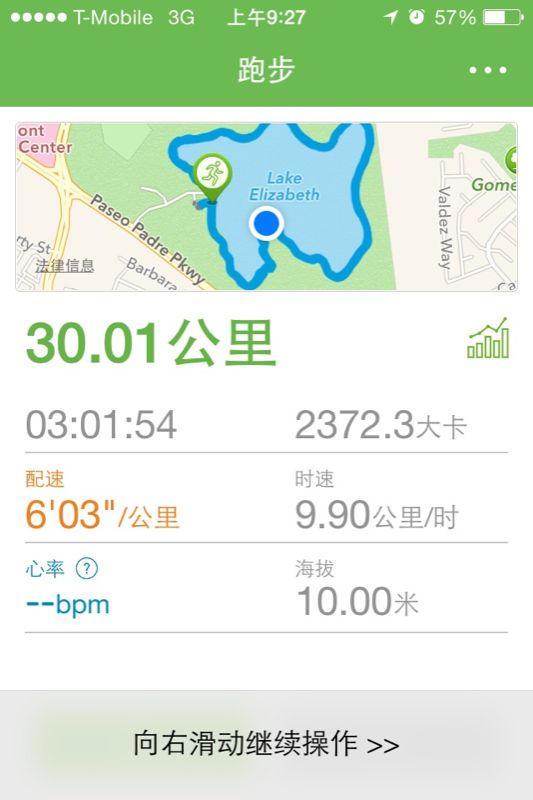 T-Mobile 3G 上午9:27 57%
跑步
ont
Center
Lake
Elizabeth
Gome
Valdez Way
Paseo Padre Pkwy
rty St
法律信息
Barbara
Ca
30.01公里
03:01:54 2372.3大卡
配速 时速
6'03"/公里 9.90公里/时
心率 ? 海拔
--bpm 10.00米
向右滑动继续操作 >>